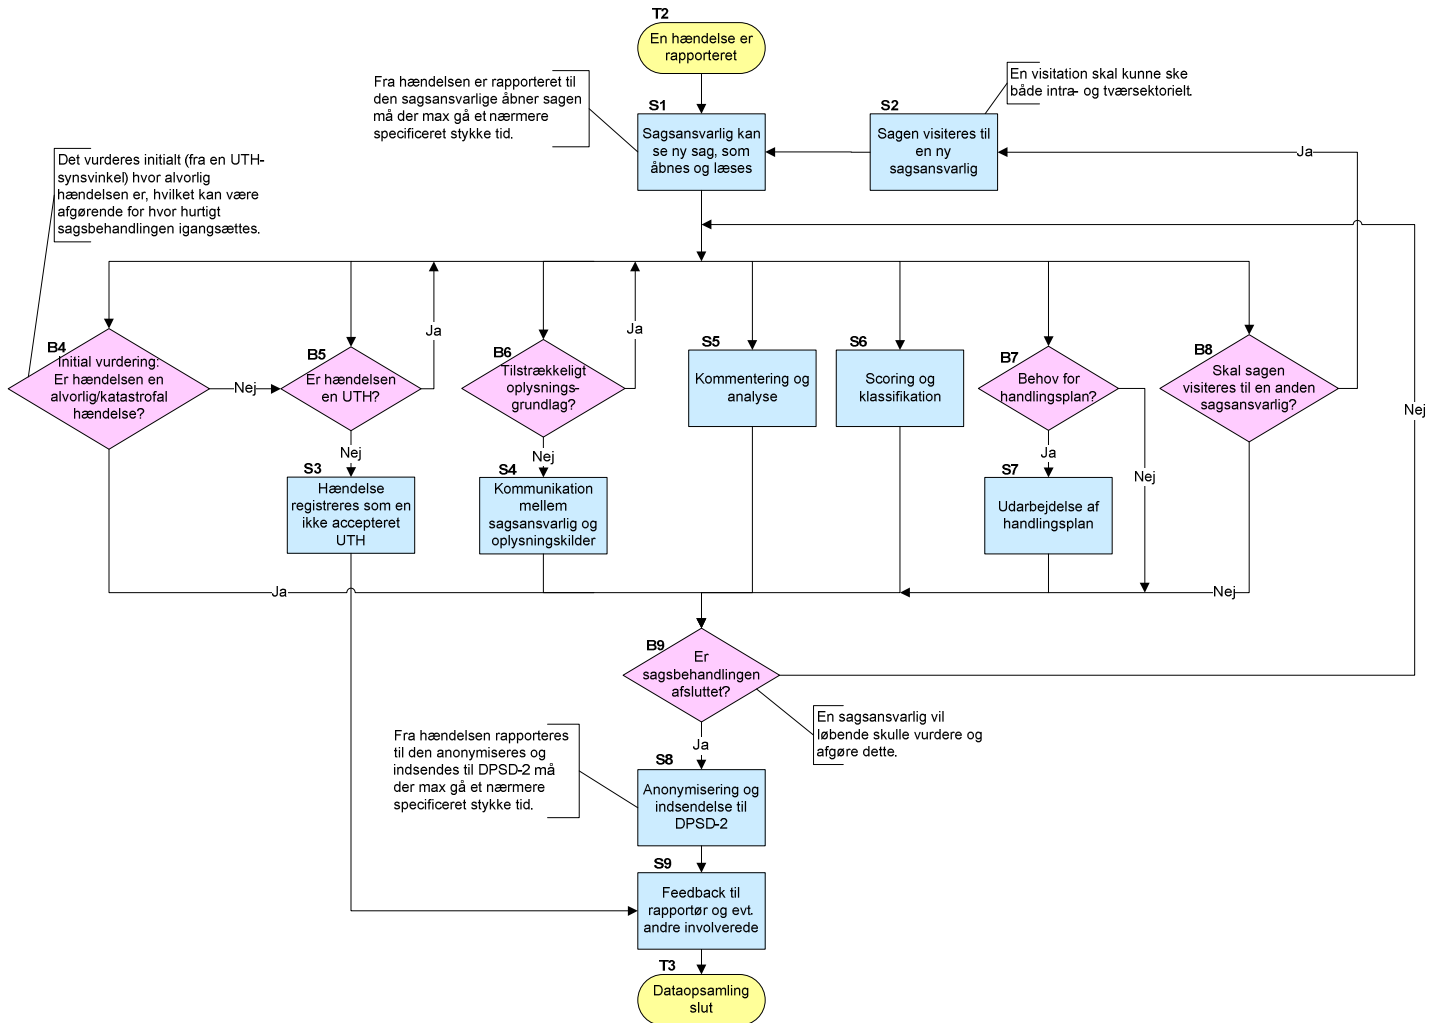 T2
En hændelse er
rapporteret
Fra hændelsen er rapporteret til
den sagsansvarlige åbner sagen
må der max gå et nærmere
specificeret stykke tid.
S1
Sagsansvarlig kan
se ny sag, som
åbnes og læses
S2
Sagen visiteres til
en ny
sagsansvarlig
En visitation skal kunne ske
både intra- og tværsektorielt.
Ja
Det vurderes initialt (fra en UTH-
synsvinkel) hvor alvorlig
hændelsen er, hvilket kan være
afgørende for hvor hurtigt
sagsbehandlingen igangsættes.
B4
Initial vurdering:
Er hændelsen en
alvorlig/katastrofal
hændelse?
Nej
B5
Er hændelsen
en UTH?
Ja
Nej
B6
Tilstrækkeligt
oplysnings-
grundlag?
Ja
Nej
S5
Kommentering og
analyse
S6
Scoring og
klassifikation
B7
Behov for
handlingsplan?
Ja
Nej
B8
Skal sagen
visiteres til en anden
sagsansvarlig?
Nej
S3
Hændelse
registreres som en
ikke accepteret
UTH
S4
Kommunikation
mellem
sagsansvarlig og
oplysningskilder
S7
Udarbejdelse af
handlingsplan
Ja
Nej
B9
Er
sagsbehandlingen
afsluttet?
Ja
En sagsansvarlig vil
løbende skulle vurdere og
afgøre dette.
Fra hændelsen rapporteres
til den anonymiseres og
indsendes til DPSD-2 må
der max gå et nærmere
specificeret stykke tid.
S8
Anonymisering og
indsendelse til
DPSD-2
S9
Feedback til
rapportør og evt.
andre involverede
T3
Dataopsamling
slut